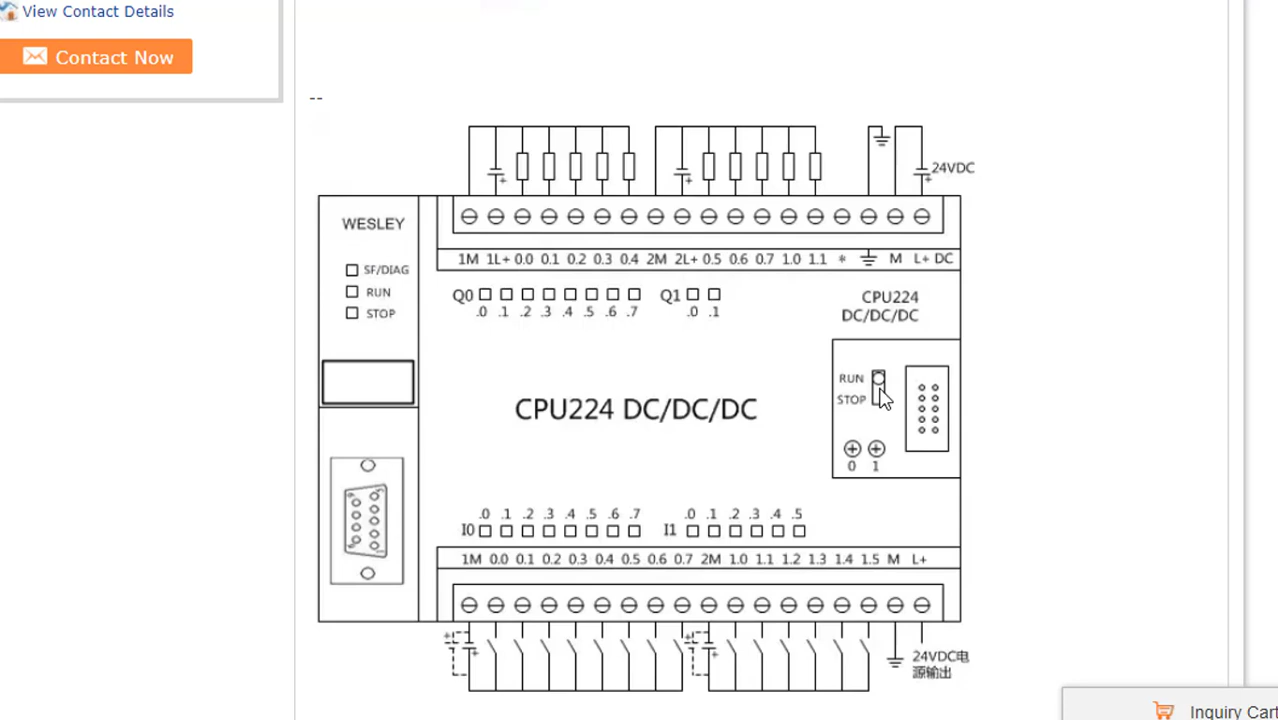 View Contact Details
Contact Now
--
24VDC
WESLEY
SF/DIAG
RUN
STOP
1M 1L+ 0.0 0.1 0.2 0.3 0.4 2M 2L+ 0.5 0.6 0.7 1.0 1.1 * M L+ DC
Q0 Q1
.0 .1 .2 .3 .4 .5 .6 .7 .0 .1
CPU224
DC/DC/DC
RUN
STOP
0 1
CPU224 DC/DC/DC
.0 .1 .2 .3 .4 .5 .6 .7 .0 .1 .2 .3 .4 .5
I0 I1
1M 0.0 0.1 0.2 0.3 0.4 0.5 0.6 0.7 2M 1.0 1.1 1.2 1.3 1.4 1.5 M L+
24VDC电
源输出
Inquiry Cart